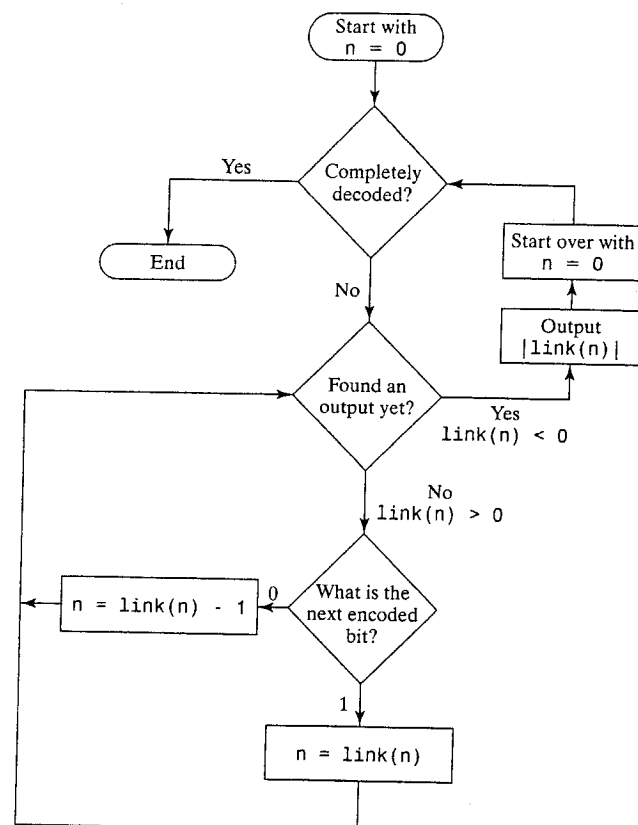 Start with
n = 0
Completely
decoded?
Yes
End
No
Start over with
n = 0
Output
|link(n)|
Found an
output yet?
Yes
link(n) < 0
No
link(n) > 0
What is the
next encoded
bit?
0
n = link(n) - 1
1
n = link(n)